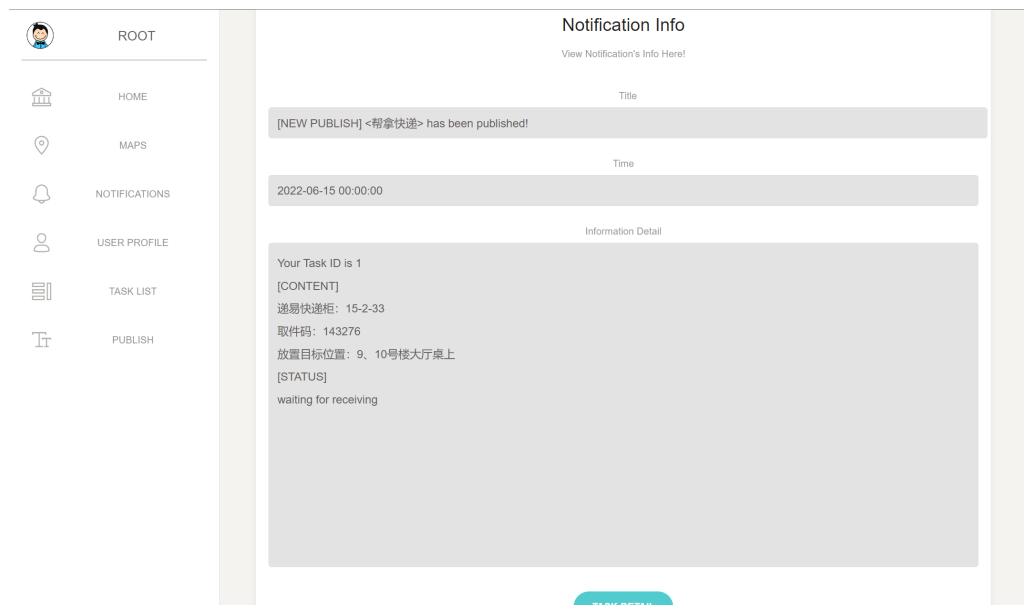 ROOT
HOME
MAPS
NOTIFICATIONS
USER PROFILE
TASK LIST
PUBLISH
Notification Info
View Notification's Info Here!
Title
[NEW PUBLISH] <帮拿快递> has been published!
Time
2022-06-15 00:00:00
Information Detail
Your Task ID is 1
[CONTENT]
递易快递柜：15-2-33
取件码：143276
放置目标位置：9、10号楼大厅桌上
[STATUS]
waiting for receiving
TASK DETAIL